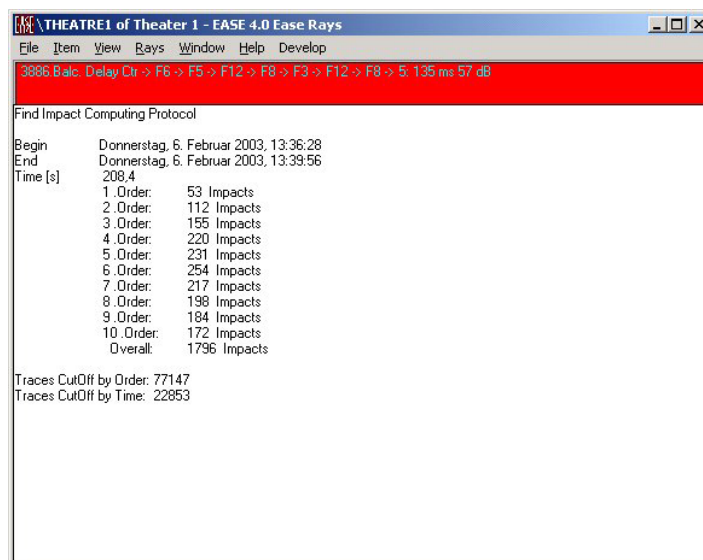 \THEATRE1 of Theater 1 - EASE 4.0 Ease Rays
File Item View Rays Window Help Develop
3886.Balc. Delay Ctr -> F6 -> F5 -> F12 -> F8 -> F3 -> F12 -> F8 -> 5: 135 ms 57 dB
Find Impact Computing Protocol
Begin Donnerstag, 6. Februar 2003, 13:36:28
End Donnerstag, 6. Februar 2003, 13:39:56
Time [s] 208,4
1 .Order: 53 Impacts
2 .Order: 112 Impacts
3 .Order: 155 Impacts
4 .Order: 220 Impacts
5 .Order: 231 Impacts
6 .Order: 254 Impacts
7 .Order: 217 Impacts
8 .Order: 198 Impacts
9 .Order: 184 Impacts
10 .Order: 172 Impacts
Overall: 1796 Impacts
Traces CutOff by Order: 77147
Traces CutOff by Time: 22853